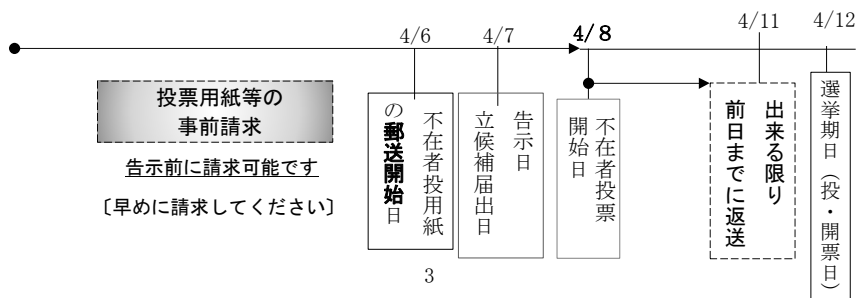 4/6
4/7
4/8
4/11
4/12
投票用紙等の
事前請求
告示前に請求可能です
〔早めに請求してください〕
不在者投用紙
の郵送開始日
告示日
立候補届出日
不在者投票
開始日
出来る限り
前日までに返送
選挙期日（投・開票日）
3